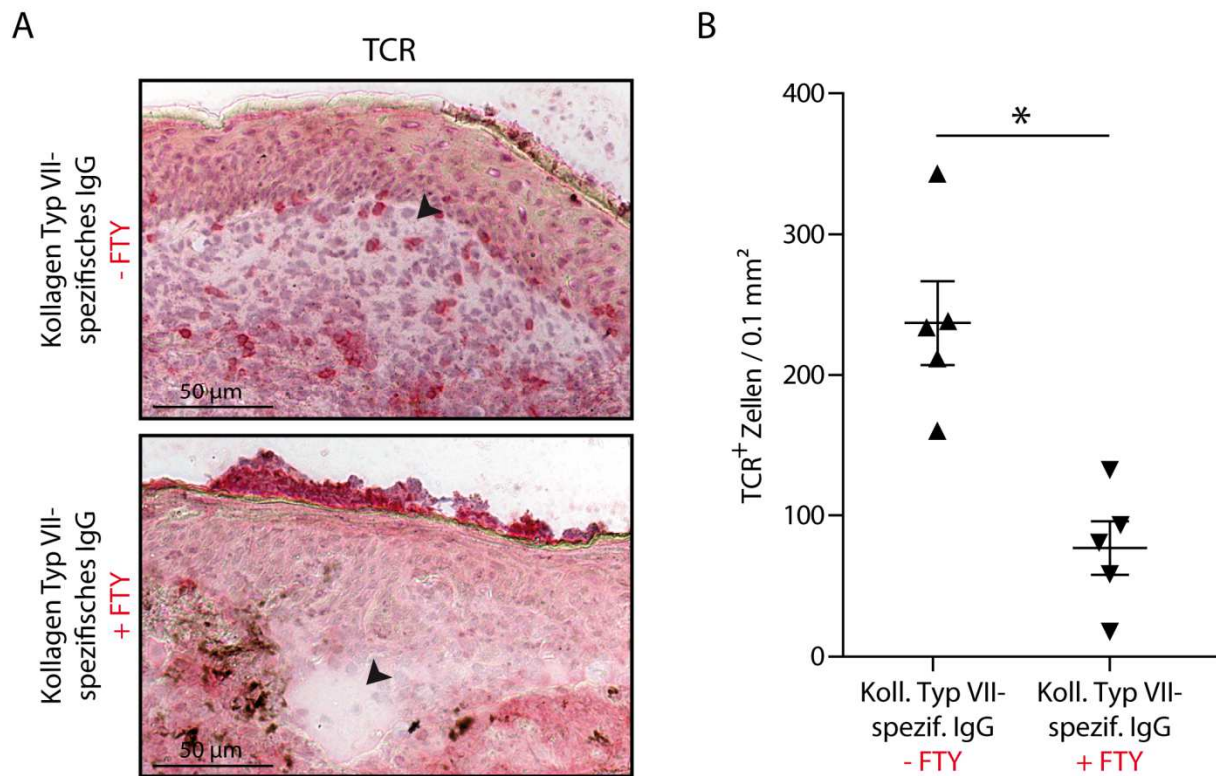 A
TCR
Kollagen Typ VII-
spezifisches IgG
- FTY
50 µm
Kollagen Typ VII-
spezifisches IgG
+ FTY
50 µm
B
*
TCR⁺ Zellen / 0.1 mm²
400
300
200
100
0
Koll. Typ VII-
spezif. IgG
- FTY
Koll. Typ VII-
spezif. IgG
+ FTY